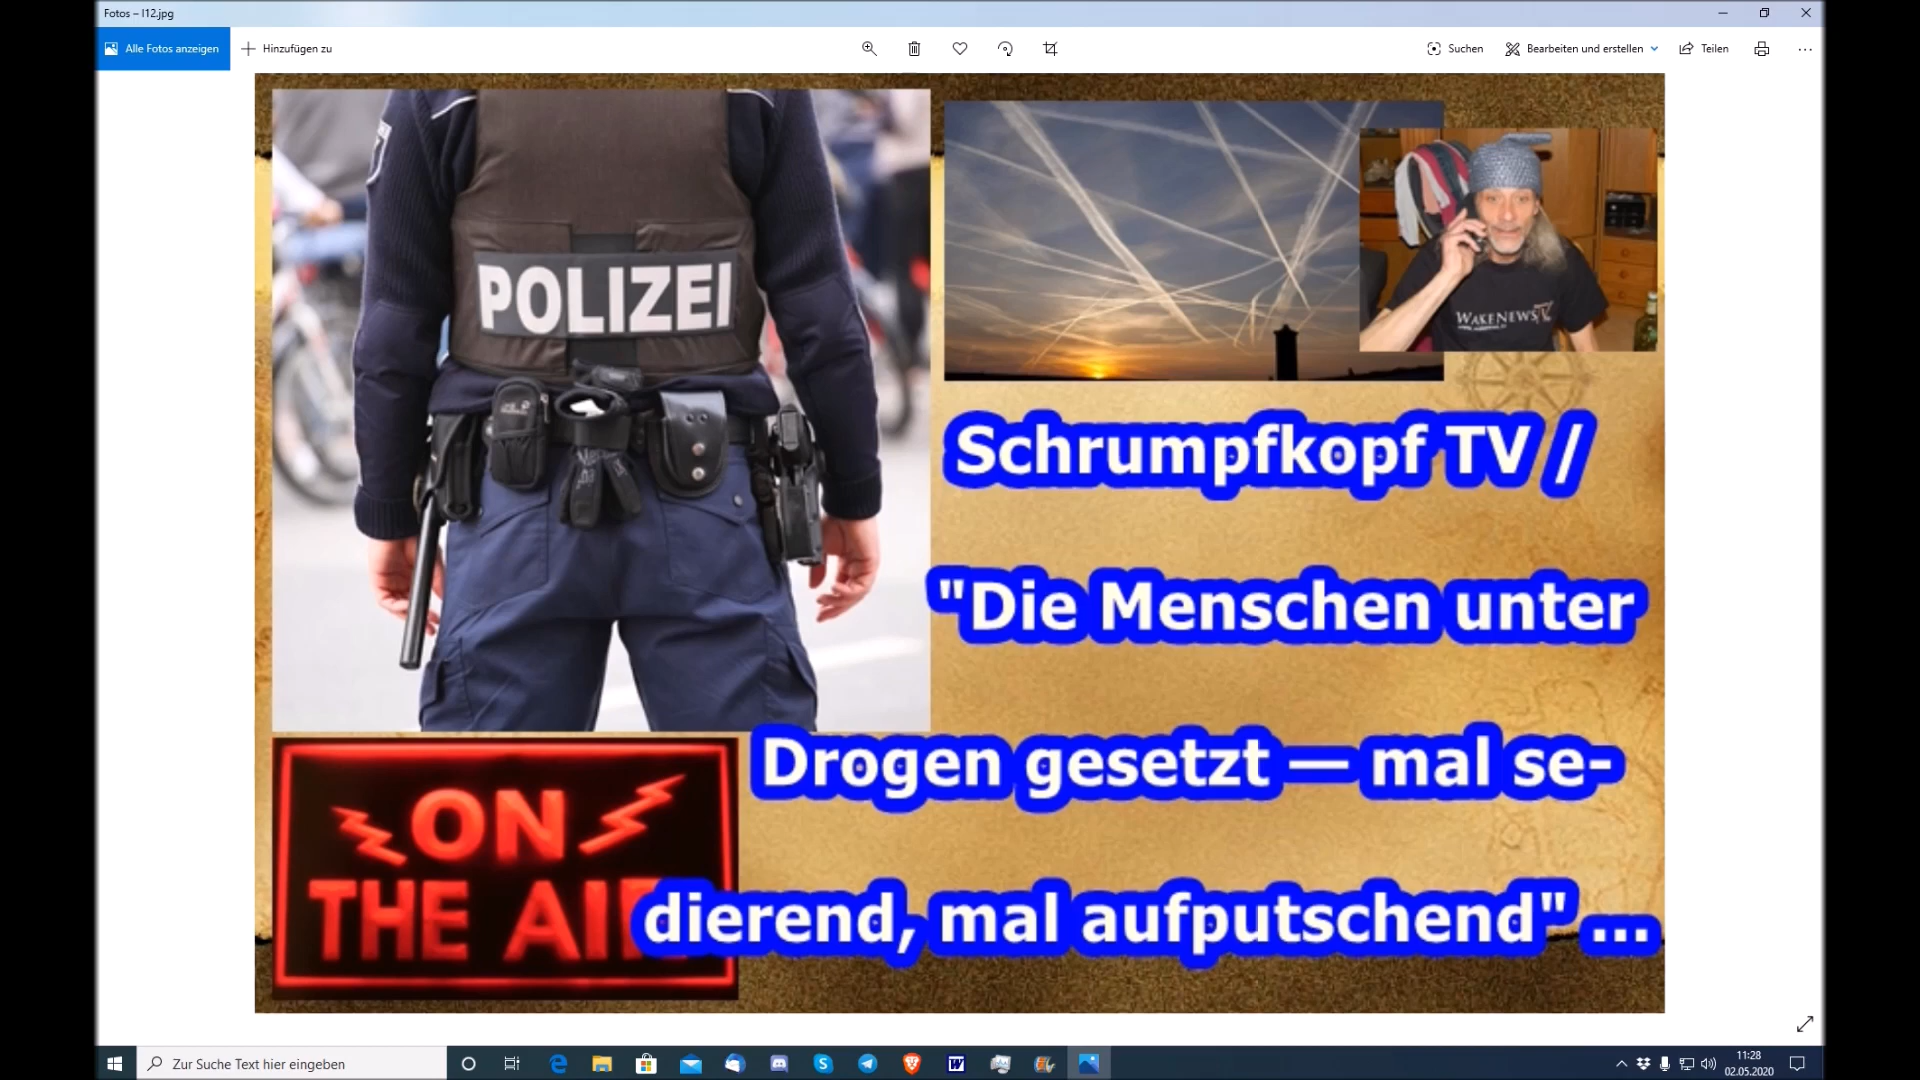 Fotos – I12.jpg
Alle Fotos anzeigen
Hinzufügen zu
Suchen
Bearbeiten und erstellen
Teilen
POLIZEI
WAKENEWSTV
Schrumpfkopf TV /
"Die Menschen unter
Drogen gesetzt — mal se-
dierend, mal aufputschend" ...
ON
THE AIR
Zur Suche Text hier eingeben
11:28
02.05.2020